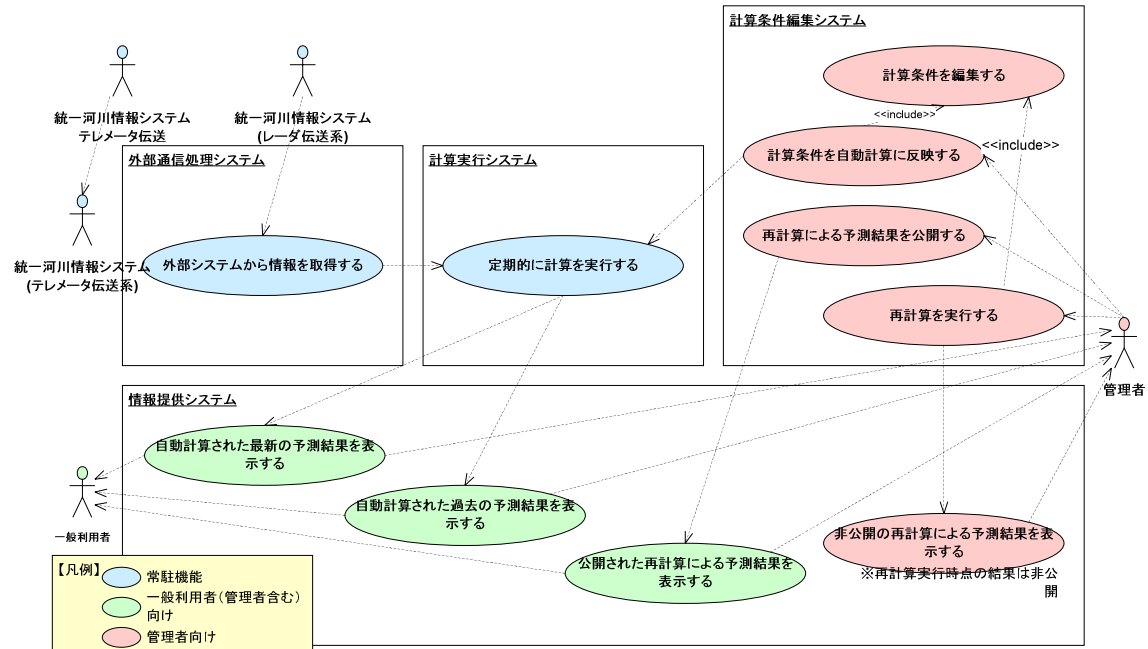 計算条件編集システム
計算条件を編集する
統一河川情報システム
テレメータ伝送
統一河川情報システム
(レーダ伝送系)
<<include>>
外部通信処理システム
計算実行システム
計算条件を自動計算に反映する
<<include>>
再計算による予測結果を公開する
統一河川情報システム
(テレメータ伝送系)
外部システムから情報を取得する
定期的に計算を実行する
再計算を実行する
管理者
情報提供システム
自動計算された最新の予測結果を表
示する
自動計算された過去の予測結果を表
示する
一般利用者
非公開の再計算による予測結果を表
示する
公開された再計算による予測結果を
表示する
※再計算実行時点の結果は非公
開
【凡例】
常駐機能
一般利用者(管理者含む)
向け
管理者向け